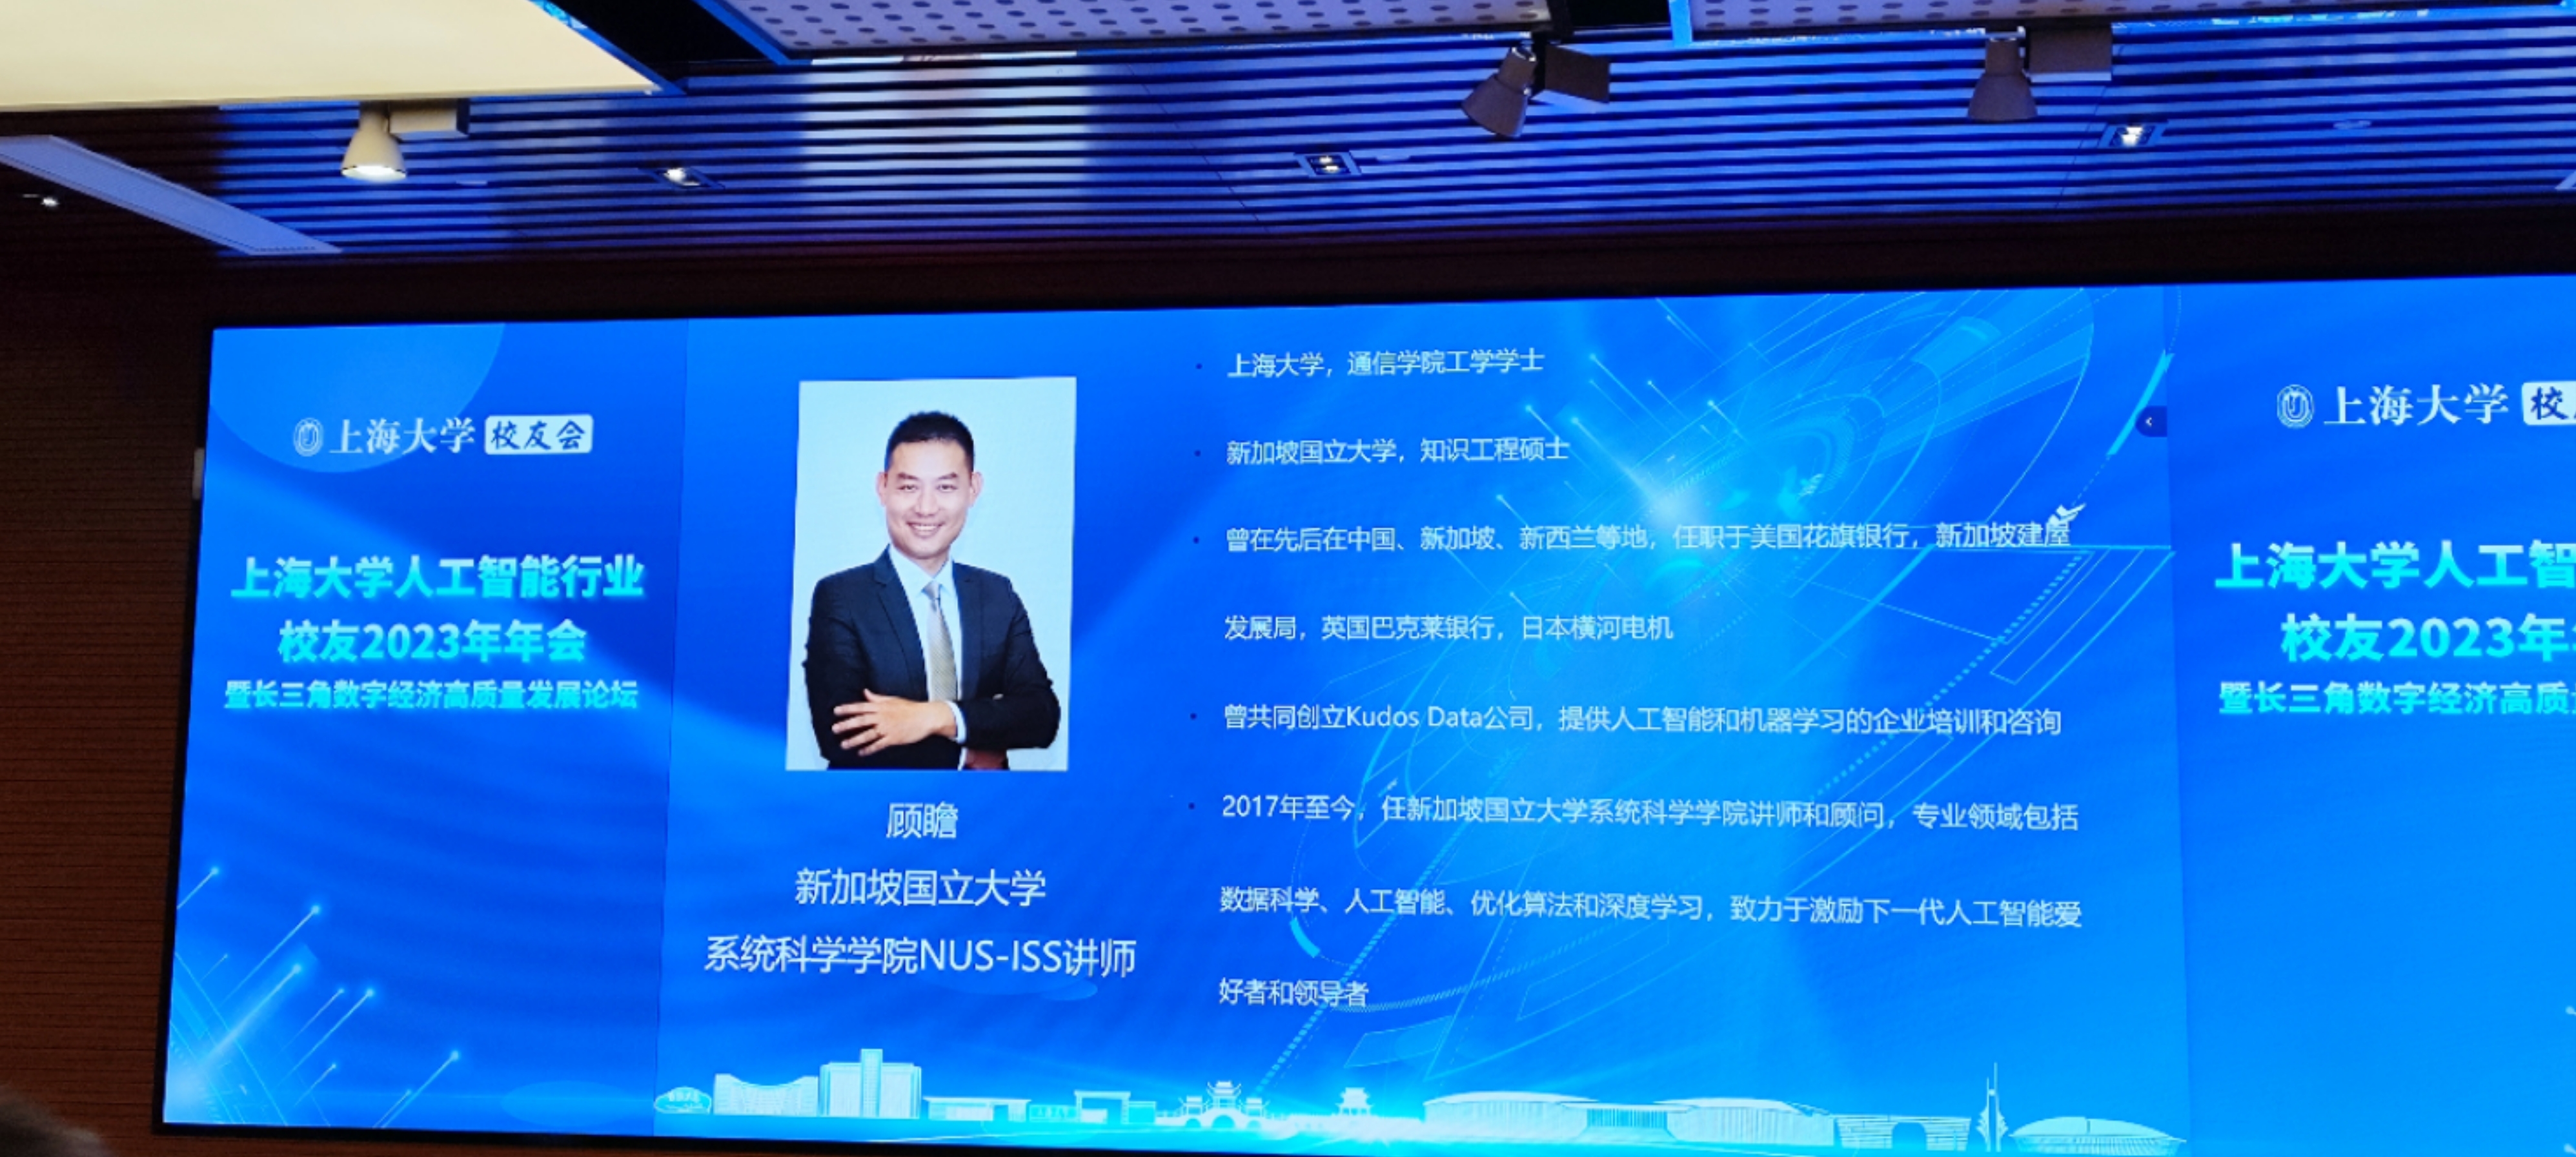 上海大学 校友会
上海大学人工智能行业
校友2023年年会
暨长三角数字经济高质量发展论坛
顾瞻
新加坡国立大学
系统科学学院NUS-ISS讲师
上海大学，通信学院工学学士
新加坡国立大学，知识工程硕士
曾在先后在中国、新加坡、新西兰等地，任职于美国花旗银行，新加坡建屋
发展局，英国巴克莱银行，日本横河电机
曾共同创立Kudos Data公司，提供人工智能和机器学习的企业培训和咨询
2017年至今，任新加坡国立大学系统科学学院讲师和顾问，专业领域包括
数据科学、人工智能、优化算法和深度学习，致力于激励下一代人工智能爱
好者和领导者
上海大学 校
上海大学人工智
校友2023年
暨长三角数字经济高质